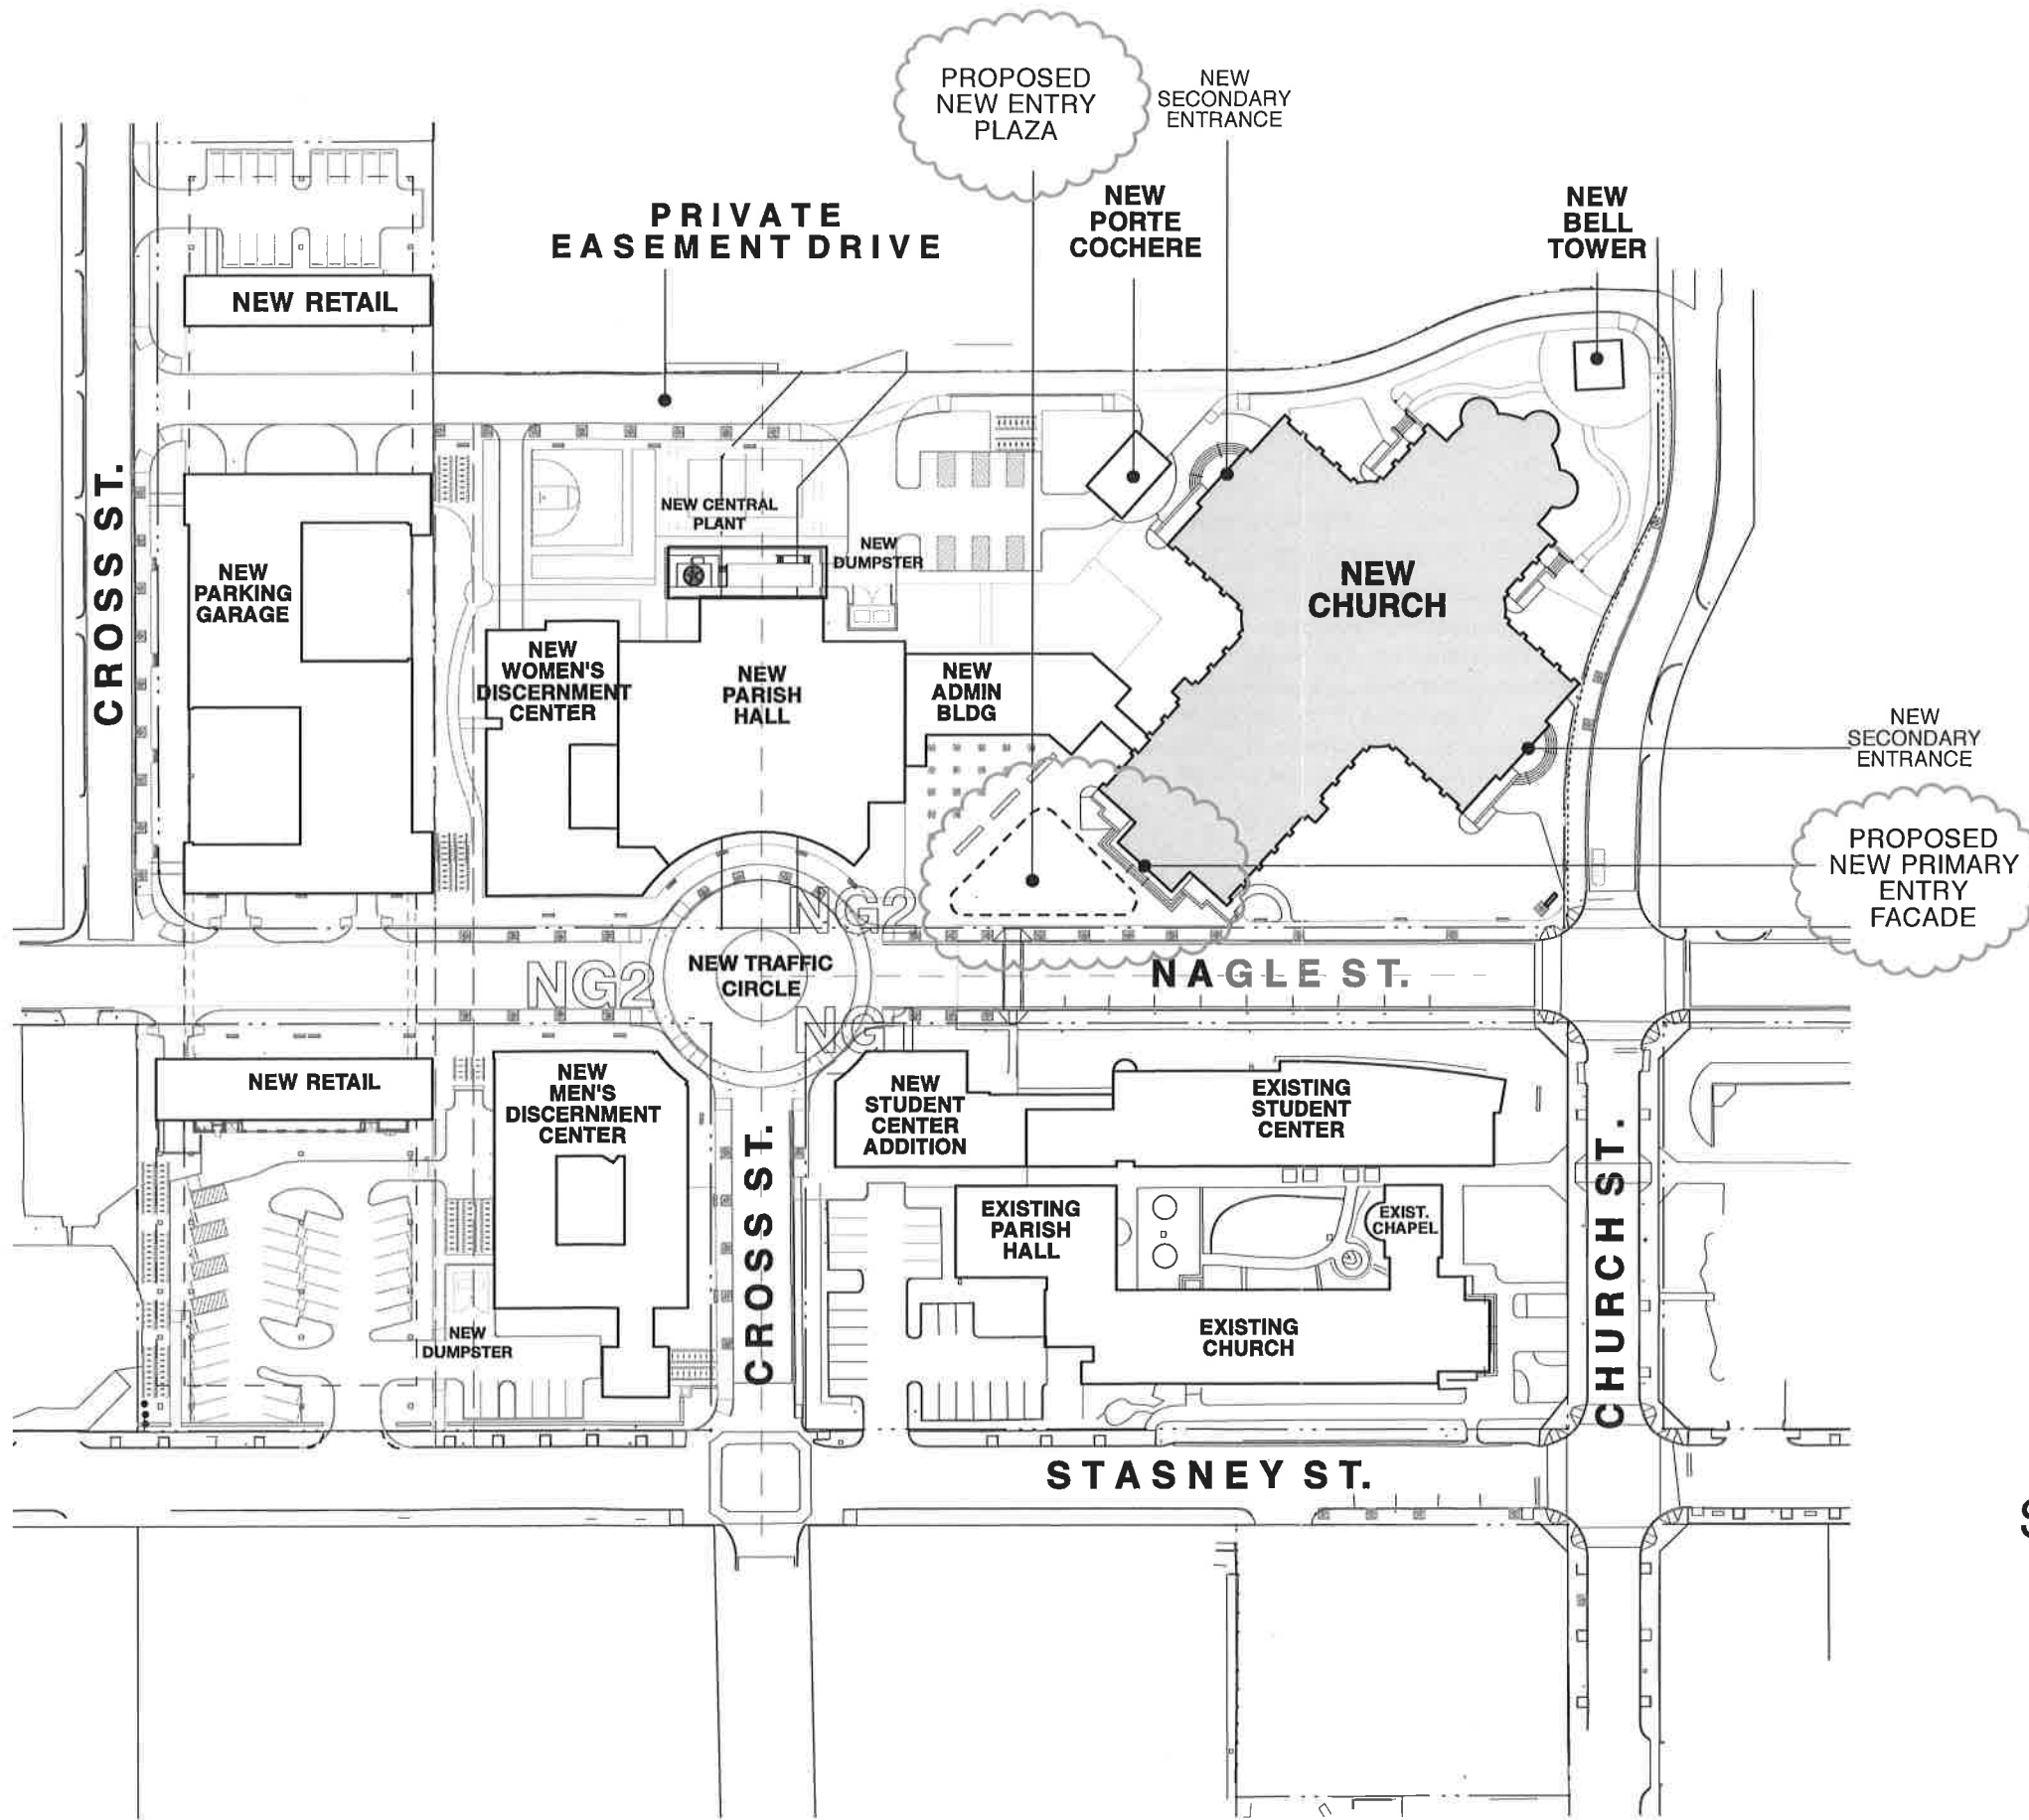 PROPOSED
NEW ENTRY
PLAZA
NEW
SECONDARY
ENTRANCE
PRIVATE
EASEMENT DRIVE
NEW
PORTE
COCHERE
NEW
BELL
TOWER
NEW RETAIL
CROSS ST.
NEW
PARKING
GARAGE
NEW CENTRAL
PLANT
NEW
DUMPSTER
NEW
CHURCH
NEW
WOMEN'S
DISCERNMENT
CENTER
NEW
PARISH
HALL
NEW
ADMIN
BLDG
NEW
SECONDARY
ENTRANCE
PROPOSED
NEW PRIMARY
ENTRY
FACADE
NG2
NG2
NEW TRAFFIC
CIRCLE
NAGLE ST.
NG1
NEW RETAIL
NEW
MEN'S
DISCERNMENT
CENTER
NEW
STUDENT
CENTER
ADDITION
EXISTING
STUDENT
CENTER
CROSS ST.
CHURCH ST.
EXISTING
PARISH
HALL
EXIST.
CHAPEL
NEW
DUMPSTER
EXISTING
CHURCH
STASNEY ST.
S